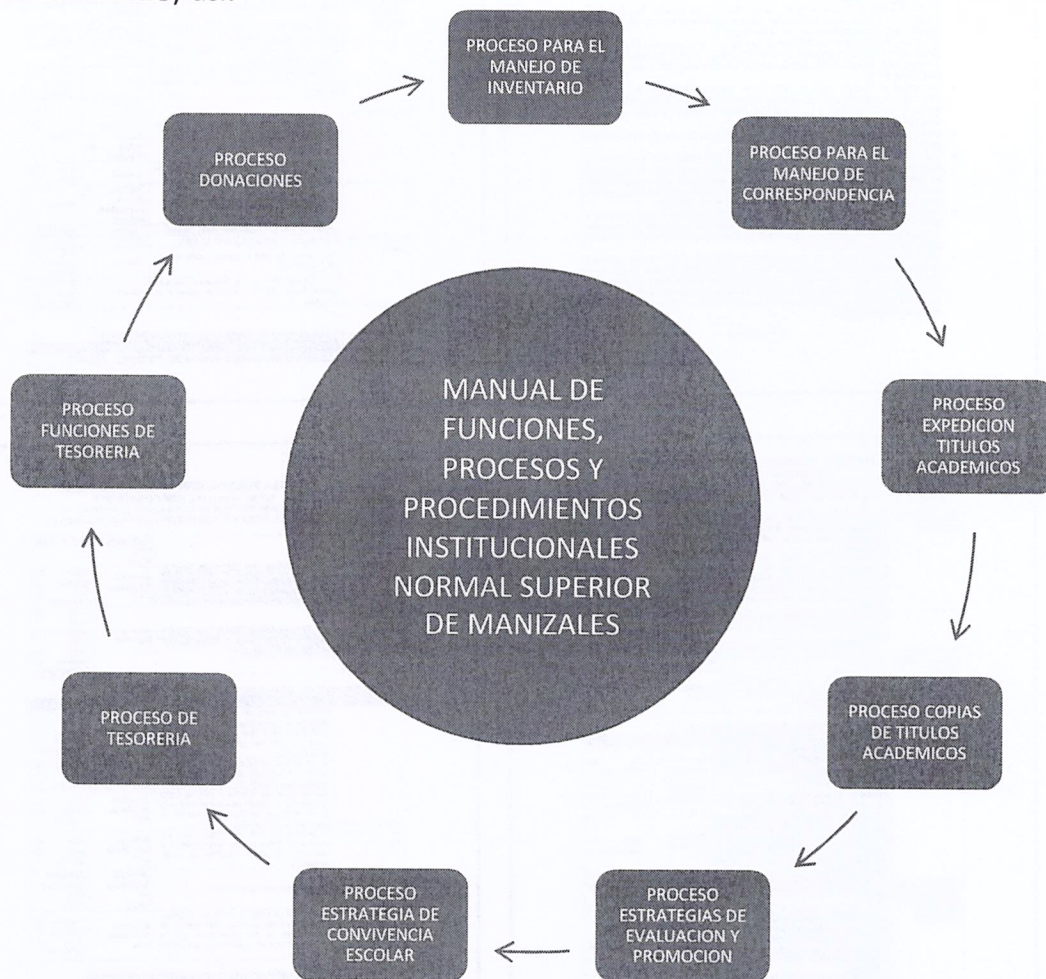 PROCESO PARA EL
MANEJO DE
INVENTARIO
PROCESO PARA EL
MANEJO DE
CORRESPONDENCIA
PROCESO
EXPEDICION
TITULOS
ACADEMICOS
PROCESO COPIAS
DE TITULOS
ACADEMICOS
PROCESO
ESTRATEGIAS DE
EVALUACION Y
PROMOCION
PROCESO
ESTRATEGIA DE
CONVIVENCIA
ESCOLAR
PROCESO DE
TESORERIA
PROCESO
FUNCIONES DE
TESORERIA
PROCESO
DONACIONES
MANUAL DE
FUNCIONES,
PROCESOS Y
PROCEDIMIENTOS
INSTITUCIONALES
NORMAL SUPERIOR
DE MANIZALES